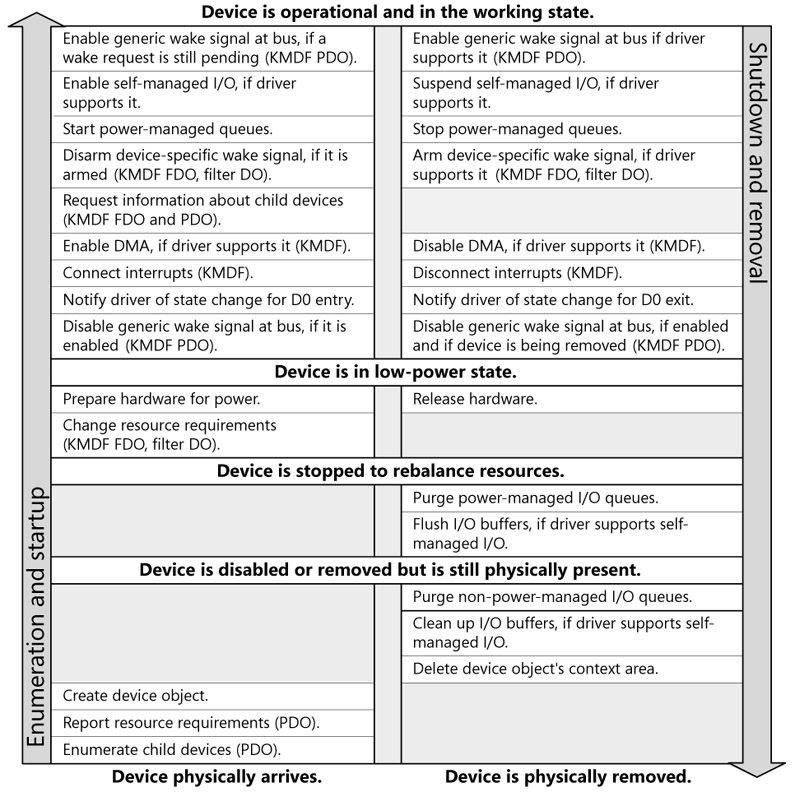 Device is operational and in the working state.
Enable generic wake signal at bus, if a
wake request is still pending (KMDF PDO).
Enable generic wake signal at bus if driver
supports it (KMDF PDO).
Enable self-managed I/O, if driver
supports it.
Suspend self-managed I/O, if driver
supports it.
Start power-managed queues.
Stop power-managed queues.
Disarm device-specific wake signal, if it is
armed (KMDF FDO, filter DO).
Arm device-specific wake signal, if driver
supports it (KMDF FDO, filter DO).
Request information about child devices
(KMDF FDO and PDO).
Enable DMA, if driver supports it (KMDF).
Disable DMA, if driver supports it (KMDF).
Connect interrupts (KMDF).
Disconnect interrupts (KMDF).
Notify driver of state change for D0 entry.
Notify driver of state change for D0 exit.
Disable generic wake signal at bus, if it is
enabled (KMDF PDO).
Disable generic wake signal at bus, if enabled
and if device is being removed (KMDF PDO).
Device is in low-power state.
Prepare hardware for power.
Release hardware.
Change resource requirements
(KMDF FDO, filter DO).
Device is stopped to rebalance resources.
Purge power-managed I/O queues.
Flush I/O buffers, if driver supports self-
managed I/O.
Device is disabled or removed but is still physically present.
Purge non-power-managed I/O queues.
Clean up I/O buffers, if driver supports self-
managed I/O.
Delete device object's context area.
Create device object.
Report resource requirements (PDO).
Enumerate child devices (PDO).
Device physically arrives.
Device is physically removed.
Enumeration and startup
Shutdown and removal